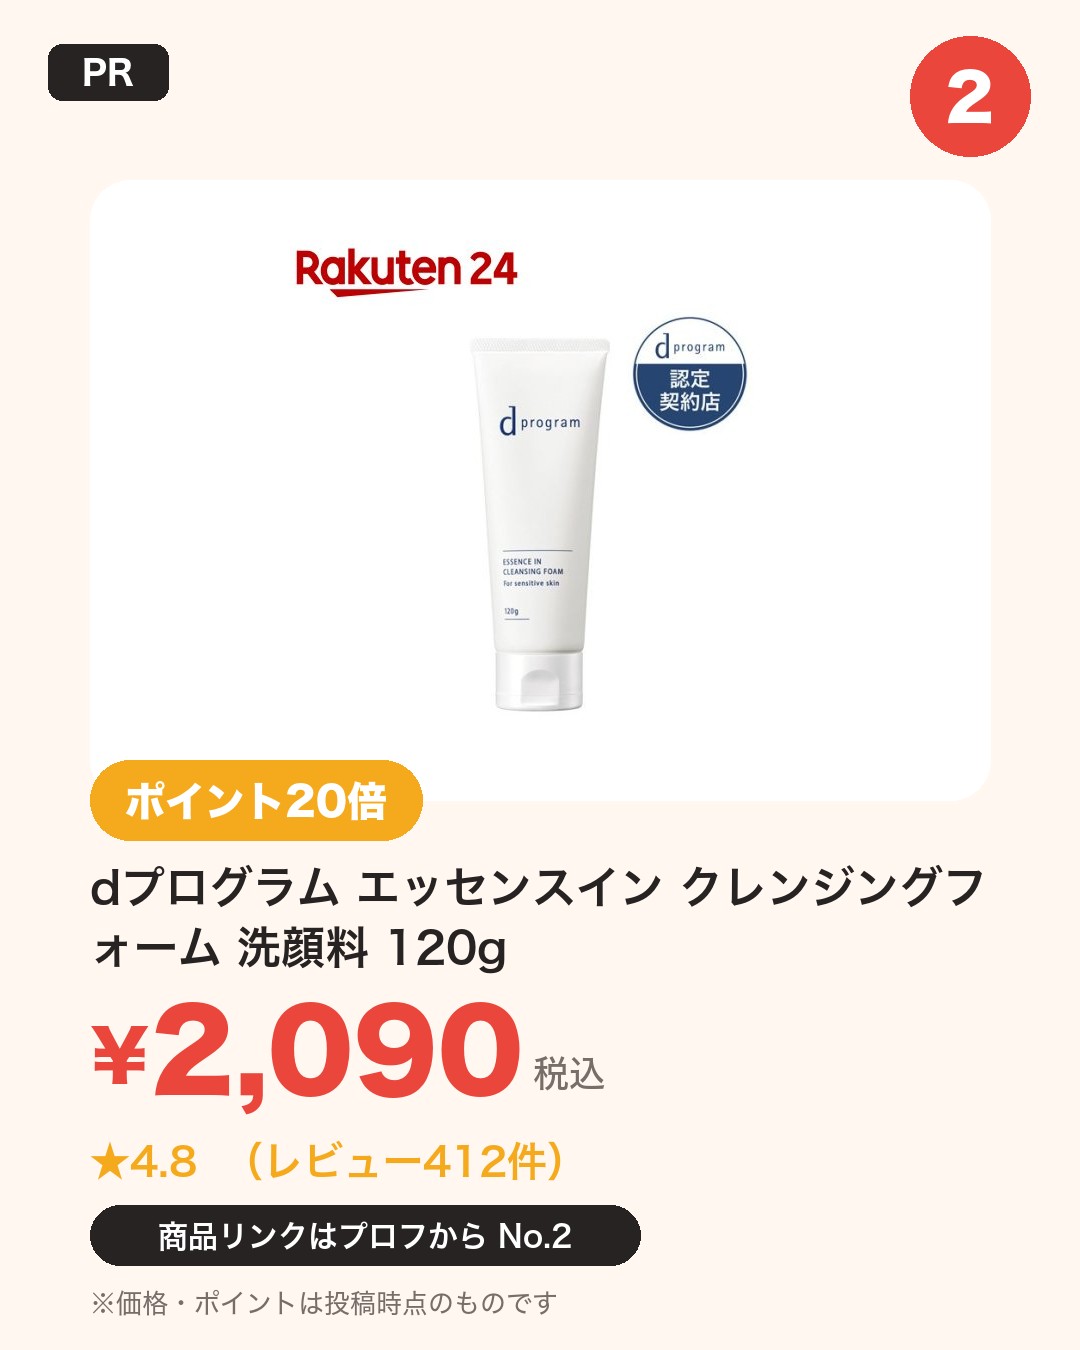 PR
2
Rakuten 24
d program
認定
契約店
d program
ESSENCE IN
CLEANSING FOAM
For sensitive skin
120g
ポイント20倍
dプログラム エッセンスイン クレンジングフ
ォーム 洗顔料 120g
¥2,090 税込
★4.8 （レビュー412件）
商品リンクはプロフから No.2
※価格・ポイントは投稿時点のものです